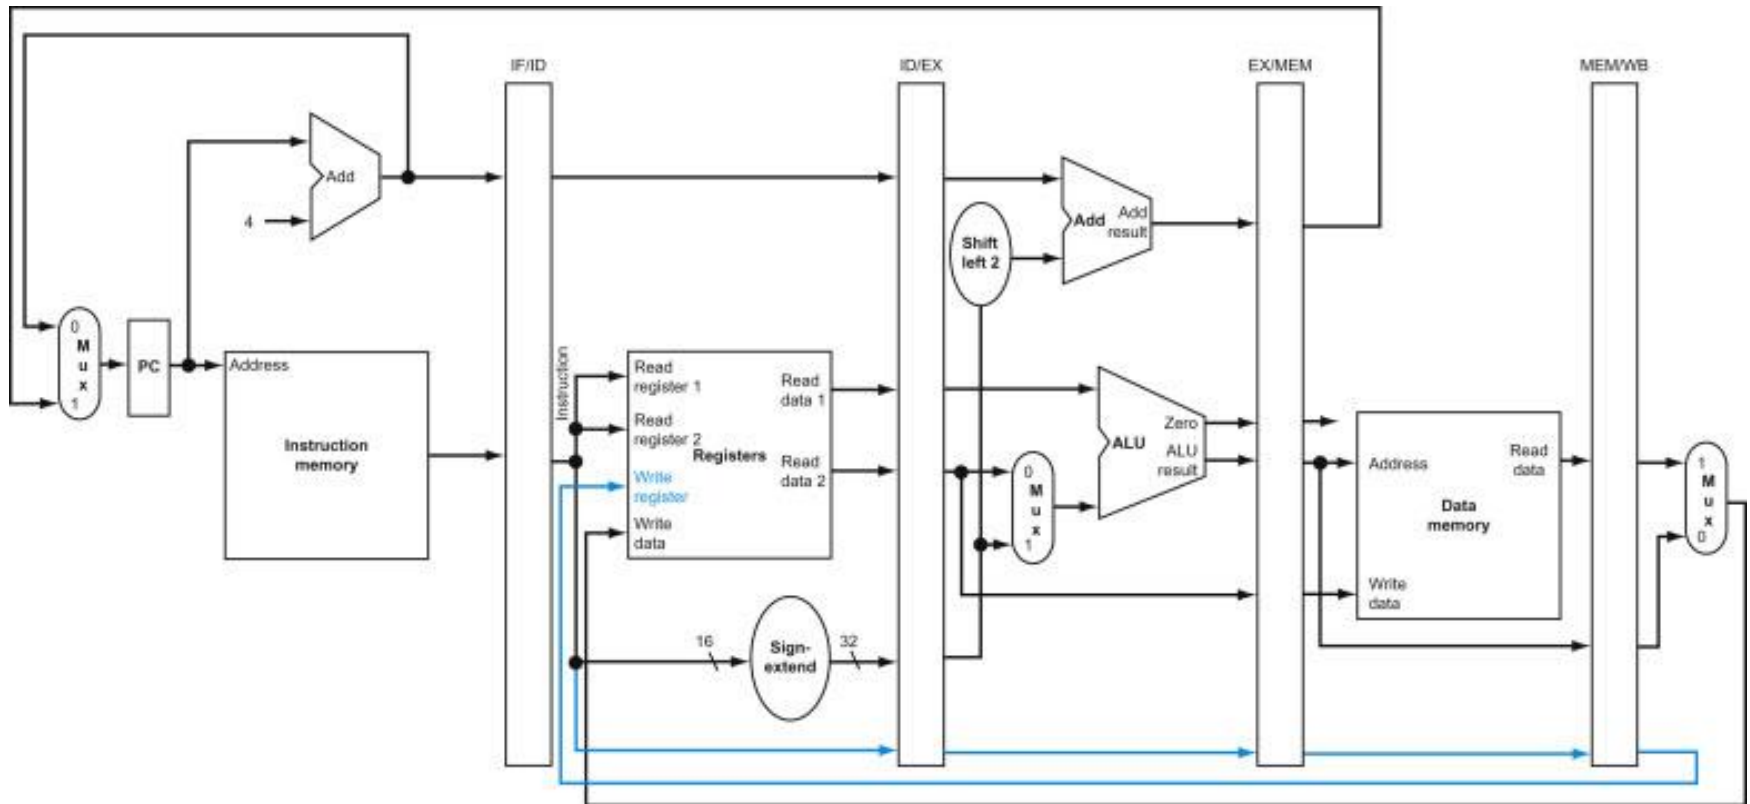 IF/ID
ID/EX
EX/MEM
MEM/WB
Add
4
Add
Add
result
Shift
left 2
0
M
u
x
1
PC
Address
Instruction
memory
Instruction
Read
register 1
Read
register 2
Write
register
Write
data
Registers
Read
data 1
Read
data 2
16
Sign-
extend
32
0
M
u
x
1
ALU
Zero
ALU
result
Address
Read
data
Data
memory
Write
data
1
M
u
x
0